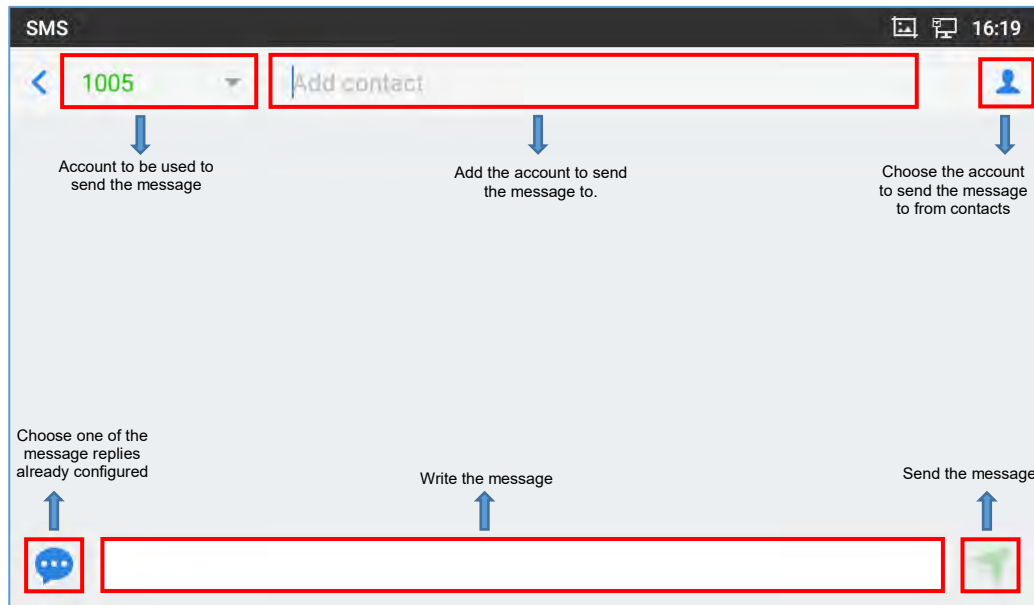 SMS
16:19
1005
Add contact
Account to be used to
send the message
Add the account to send
the message to.
Choose the account
to send the message
to from contacts
Choose one of the
message replies
already configured
Write the message
Send the message